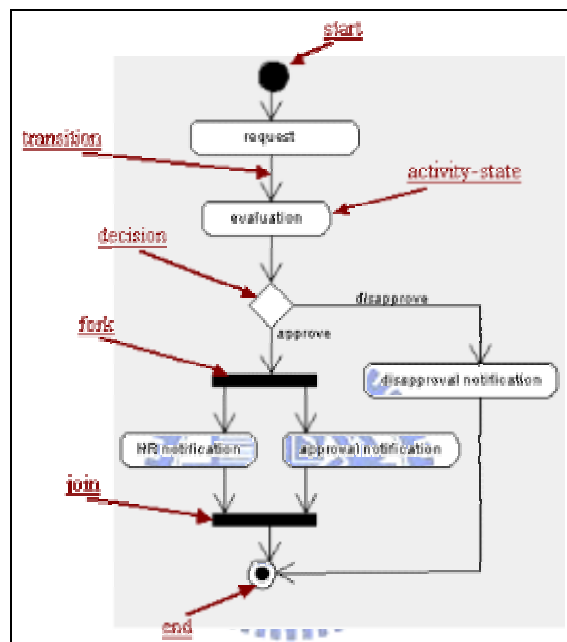 start
request
transition
activity-state
evaluation
decision
disapprove
approve
fork
disapproval notification
HR notification
approval notification
join
end